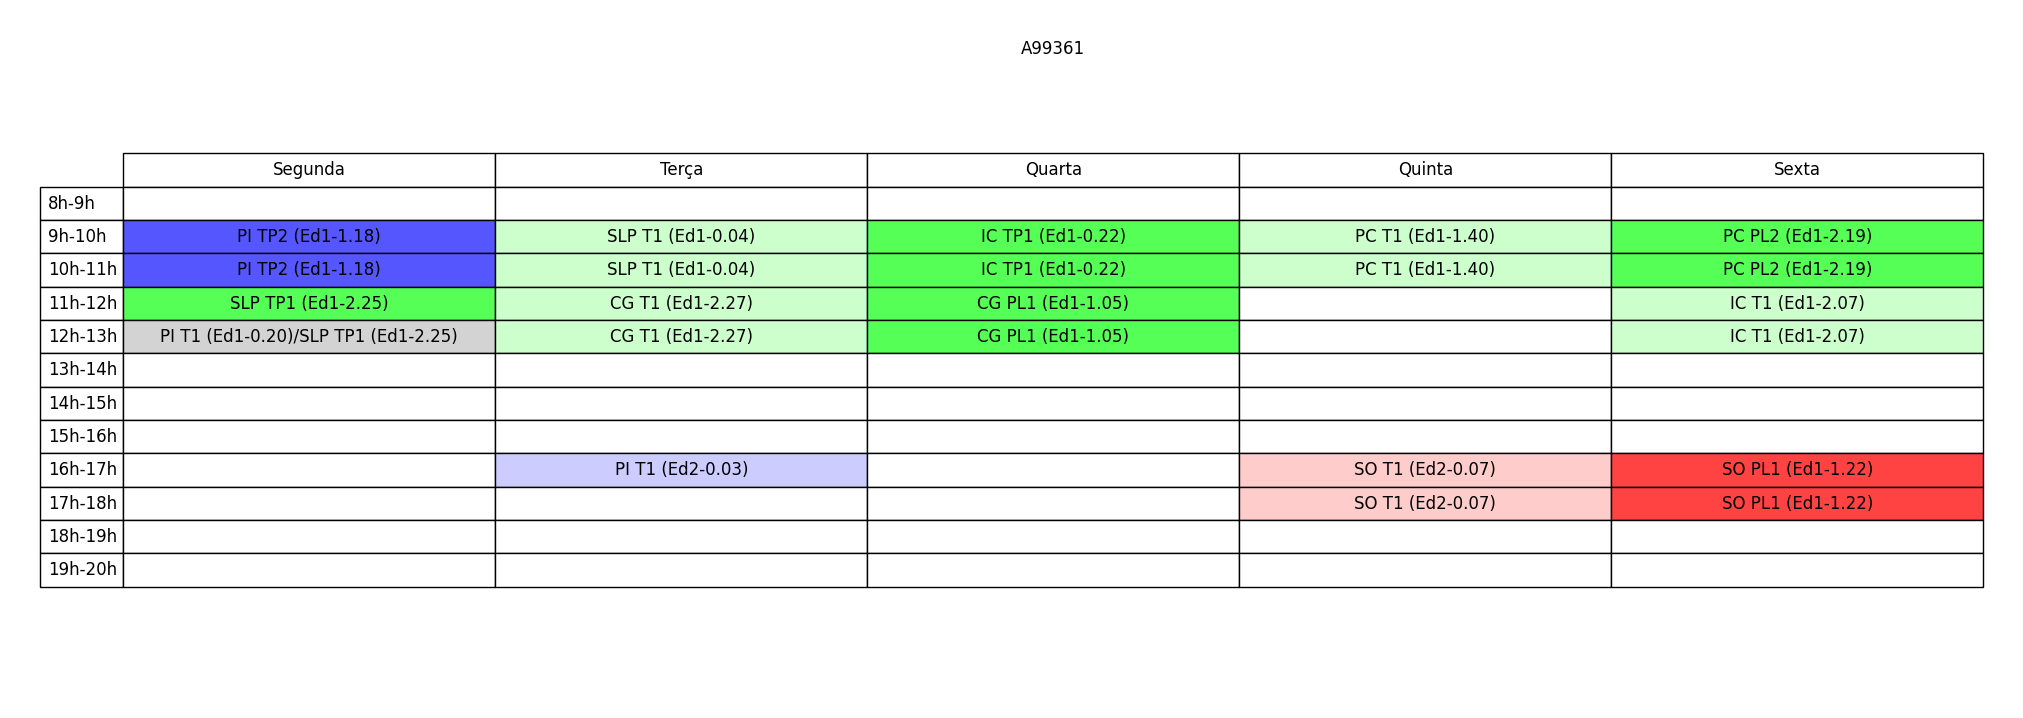 A99361
Segunda Terça Quarta Quinta Sexta
8h-9h
9h-10h PI TP2 (Ed1-1.18) SLP T1 (Ed1-0.04) IC TP1 (Ed1-0.22) PC T1 (Ed1-1.40) PC PL2 (Ed1-2.19)
10h-11h PI TP2 (Ed1-1.18) SLP T1 (Ed1-0.04) IC TP1 (Ed1-0.22) PC T1 (Ed1-1.40) PC PL2 (Ed1-2.19)
11h-12h SLP TP1 (Ed1-2.25) CG T1 (Ed1-2.27) CG PL1 (Ed1-1.05) IC T1 (Ed1-2.07)
12h-13h PI T1 (Ed1-0.20)/SLP TP1 (Ed1-2.25) CG T1 (Ed1-2.27) CG PL1 (Ed1-1.05) IC T1 (Ed1-2.07)
13h-14h
14h-15h
15h-16h
16h-17h PI T1 (Ed2-0.03) SO T1 (Ed2-0.07) SO PL1 (Ed1-1.22)
17h-18h SO T1 (Ed2-0.07) SO PL1 (Ed1-1.22)
18h-19h
19h-20h